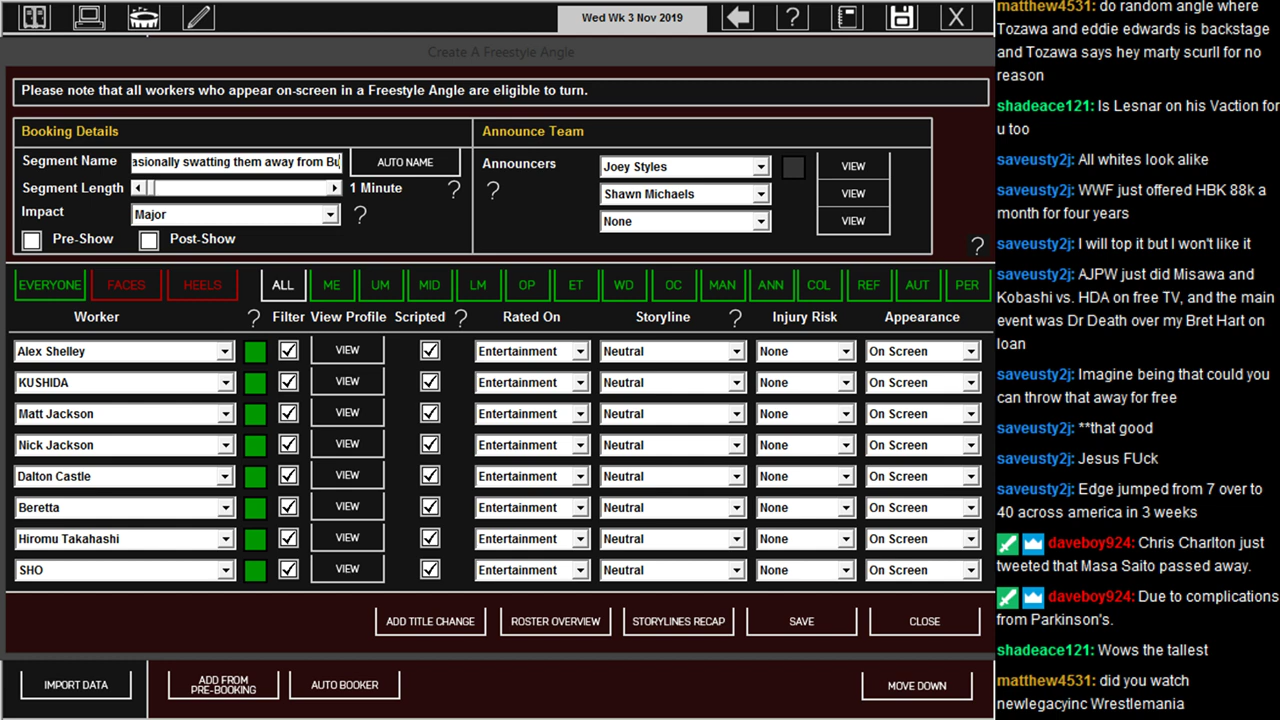 Wed Wk 3 Nov 2019
Create A Freestyle Angle
Please note that all workers who appear on-screen in a Freestyle Angle are eligible to turn.
Booking Details
Segment Name
asionally swatting them away from Bu
AUTO NAME
Segment Length
1 Minute
?
Impact
Major
?
Pre-Show
Post-Show
Announce Team
Announcers
?
Joey Styles
VIEW
Shawn Michaels
VIEW
None
VIEW
?
EVERYONE FACES HEELS ALL ME UM MID LM OP ET WD OC MAN ANN COL REF AUT PER
Worker ? Filter View Profile Scripted ? Rated On Storyline ? Injury Risk Appearance
Alex Shelley VIEW Entertainment Neutral None On Screen
KUSHIDA VIEW Entertainment Neutral None On Screen
Matt Jackson VIEW Entertainment Neutral None On Screen
Nick Jackson VIEW Entertainment Neutral None On Screen
Dalton Castle VIEW Entertainment Neutral None On Screen
Beretta VIEW Entertainment Neutral None On Screen
Hiromu Takahashi VIEW Entertainment Neutral None On Screen
SHO VIEW Entertainment Neutral None On Screen
ADD TITLE CHANGE ROSTER OVERVIEW STORYLINES RECAP SAVE CLOSE
IMPORT DATA
ADD FROM
PRE-BOOKING
AUTO BOOKER
MOVE DOWN
matthew4531: do random angle where
Tozawa and eddie edwards is backstage
and Tozawa says hey marty scurll for no
reason
shadeace121: Is Lesnar on his Vaction for
u too
saveusty2j: All whites look alike
saveusty2j: WWF just offered HBK 88k a
month for four years
saveusty2j: I will top it but I won't like it
saveusty2j: AJPW just did Misawa and
Kobashi vs. HDA on free TV, and the main
event was Dr Death over my Bret Hart on
loan
saveusty2j: Imagine being that could you
can throw that away for free
saveusty2j: **that good
saveusty2j: Jesus FUck
saveusty2j: Edge jumped from 7 over to
40 across america in 3 weeks
daveboy924: Chris Charlton just
tweeted that Masa Saito passed away.
daveboy924: Due to complications
from Parkinson's.
shadeace121: Wows the tallest
matthew4531: did you watch
newlegacyinc Wrestlemania